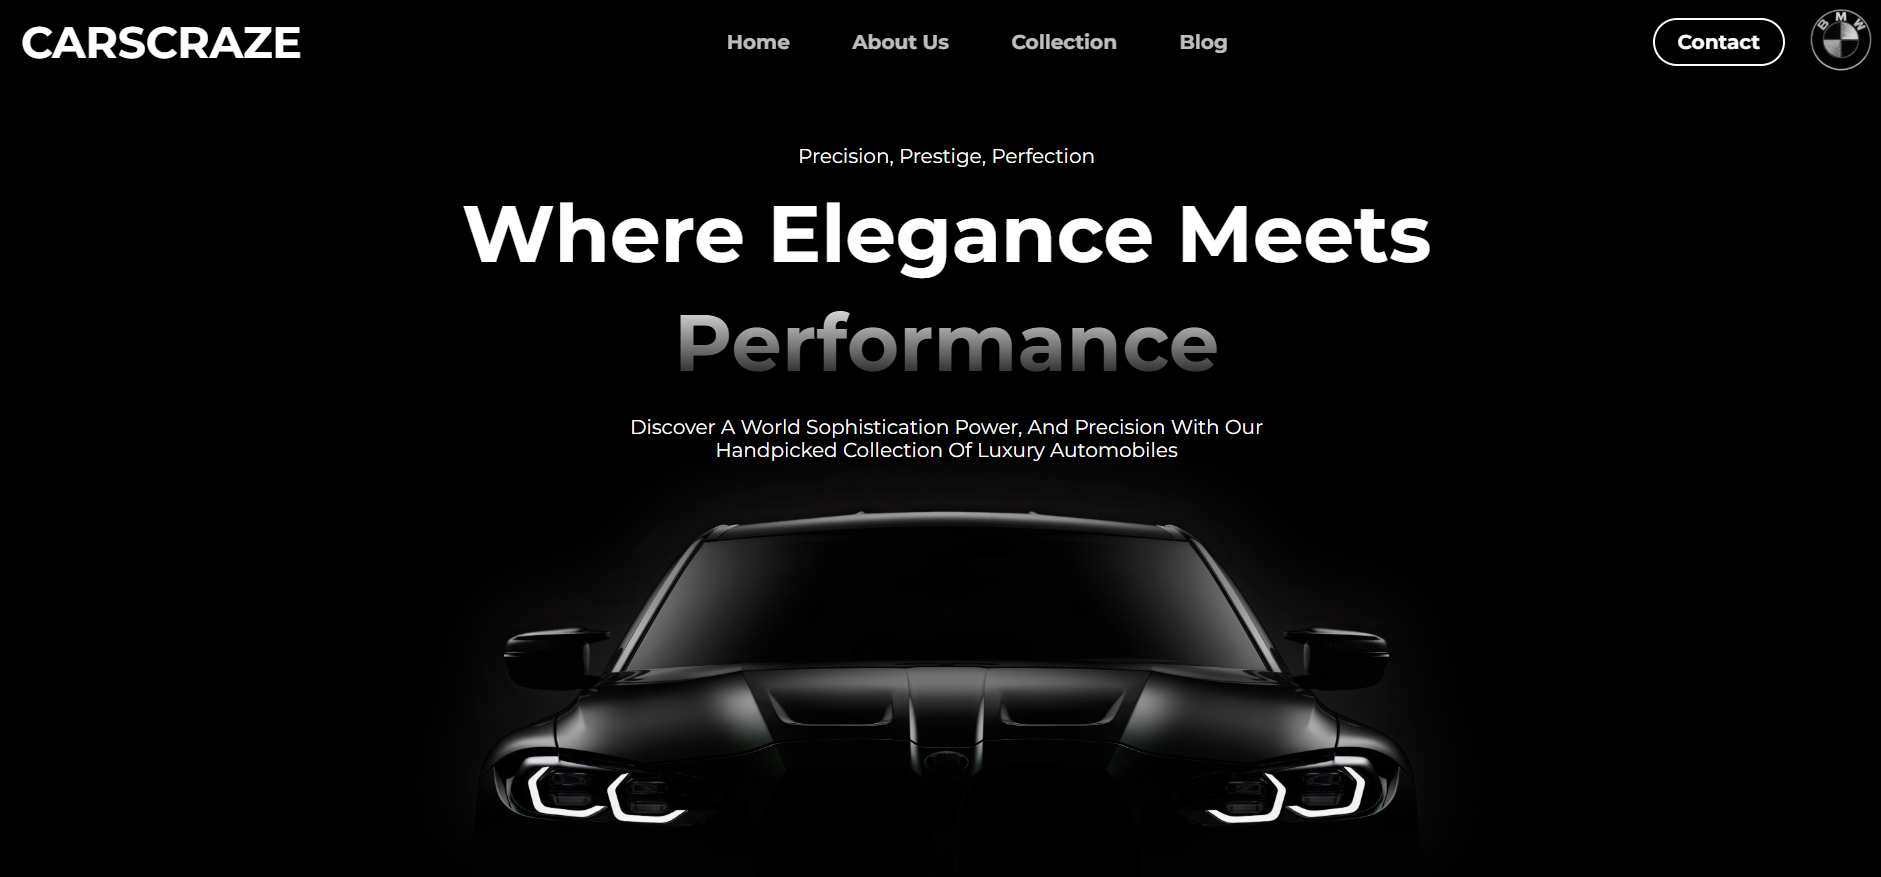 CARSCRAZE
Home
About Us
Collection
Blog
Contact
BMW
Precision, Prestige, Perfection
Where Elegance Meets
Performance
Discover A World Sophistication Power, And Precision With Our
Handpicked Collection Of Luxury Automobiles